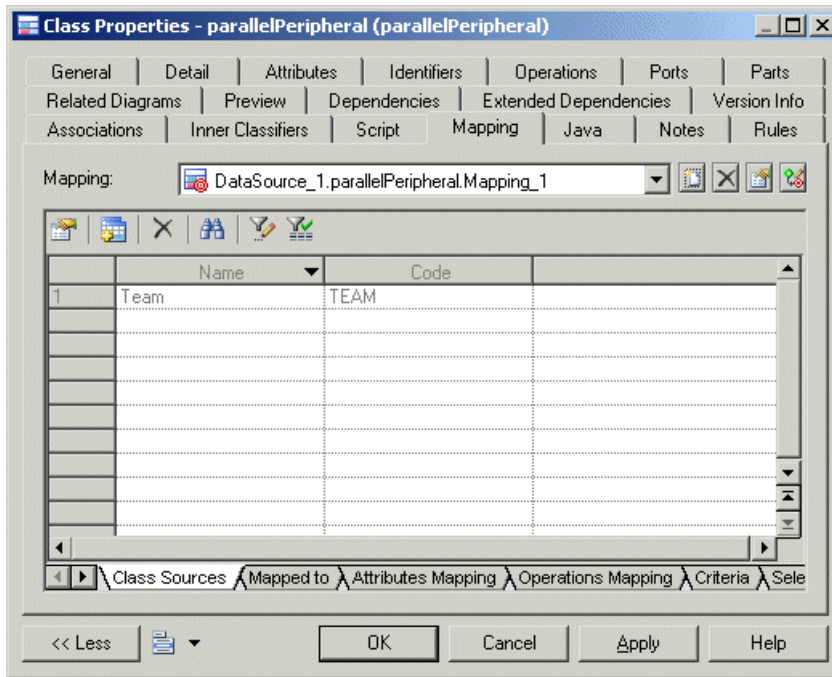 Class Properties - parallelPeripheral (parallelPeripheral)
General Detail Attributes Identifiers Operations Ports Parts
Related Diagrams Preview Dependencies Extended Dependencies Version Info
Associations Inner Classifiers Script Mapping Java Notes Rules
Mapping: DataSource_1.parallelPeripheral.Mapping_1
Name Code
1 Team TEAM
Class Sources Mapped to Attributes Mapping Operations Mapping Criteria Sele
<< Less OK Cancel Apply Help